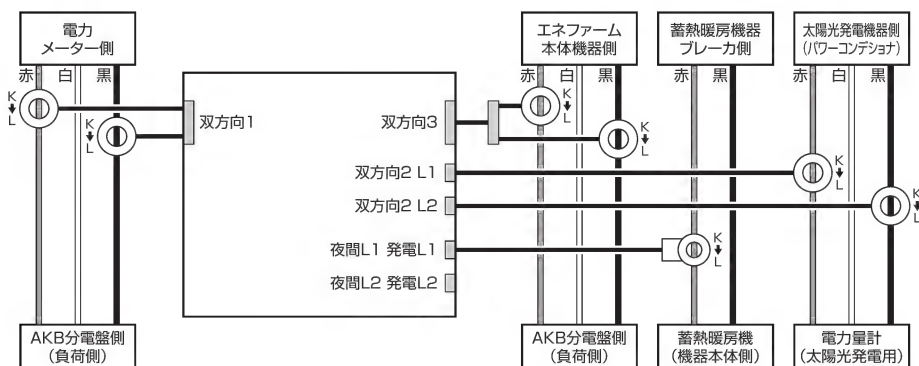 電力
メーター側
エネファーム
本体機器側
蓄熱暖房機器
ブレーカ側
太陽光発電機器側
(パワーコンデショナ)
赤 白 黒
赤 白 黒
赤 黒
赤 白 黒
K
L
K
L
双方向1
双方向3
双方向2 L1
双方向2 L2
夜間L1 発電L1
夜間L2 発電L2
K
L
K
L
K
L
K
L
K
L
AKB分電盤側
(負荷側)
AKB分電盤側
(負荷側)
蓄熱暖房機
(機器本体側)
電力量計
(太陽光発電用)